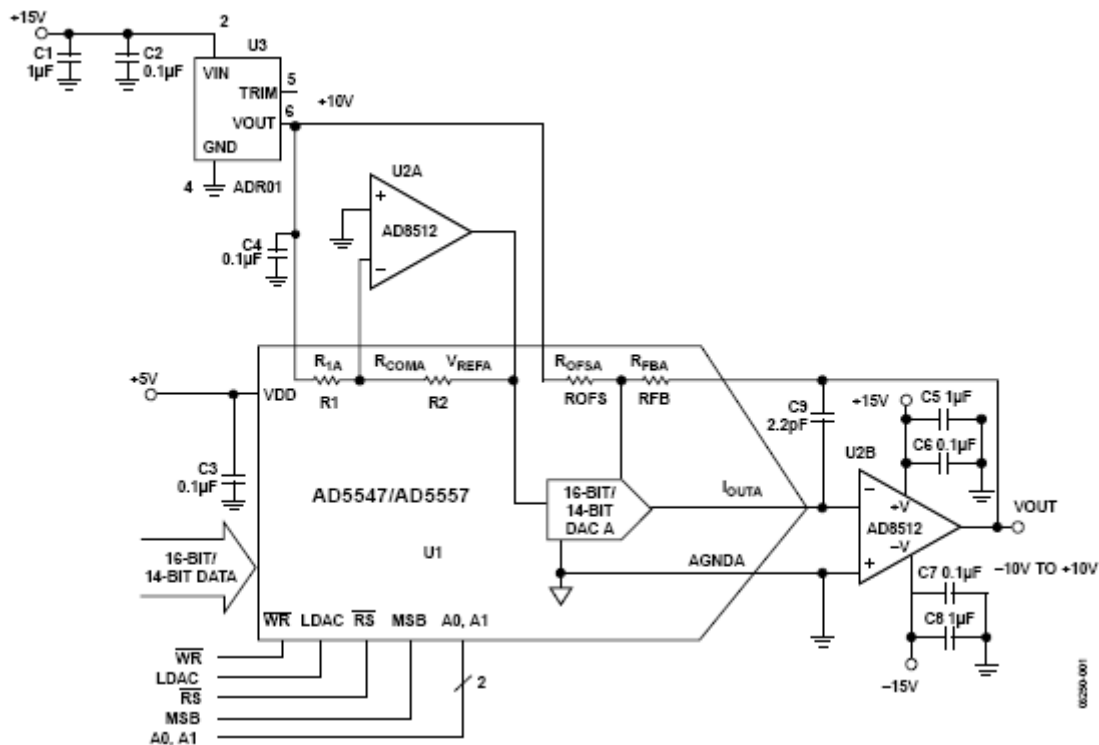 +15V
2
C1
1µF
C2
0.1µF
U3
VIN
TRIM
5
VOUT
6
+10V
GND
4
ADR01
U2A
+
AD8512
−
C4
0.1µF
R1A
RCOMA
VREFA
ROFSA
RFBA
R1
R2
ROFS
RFB
+5V
VDD
C3
0.1µF
C9
2.2pF
+15V
C5 1µF
C6 0.1µF
U2B
AD5547/AD5557
U1
16-BIT/
14-BIT
DAC A
IOUTA
−
+V
AD8512
−V
+
VOUT
−10V TO +10V
AGNDA
C7 0.1µF
C8 1µF
−15V
16-BIT/
14-BIT DATA
WR LDAC RS MSB A0, A1
WR
LDAC
RS
MSB
A0, A1
2